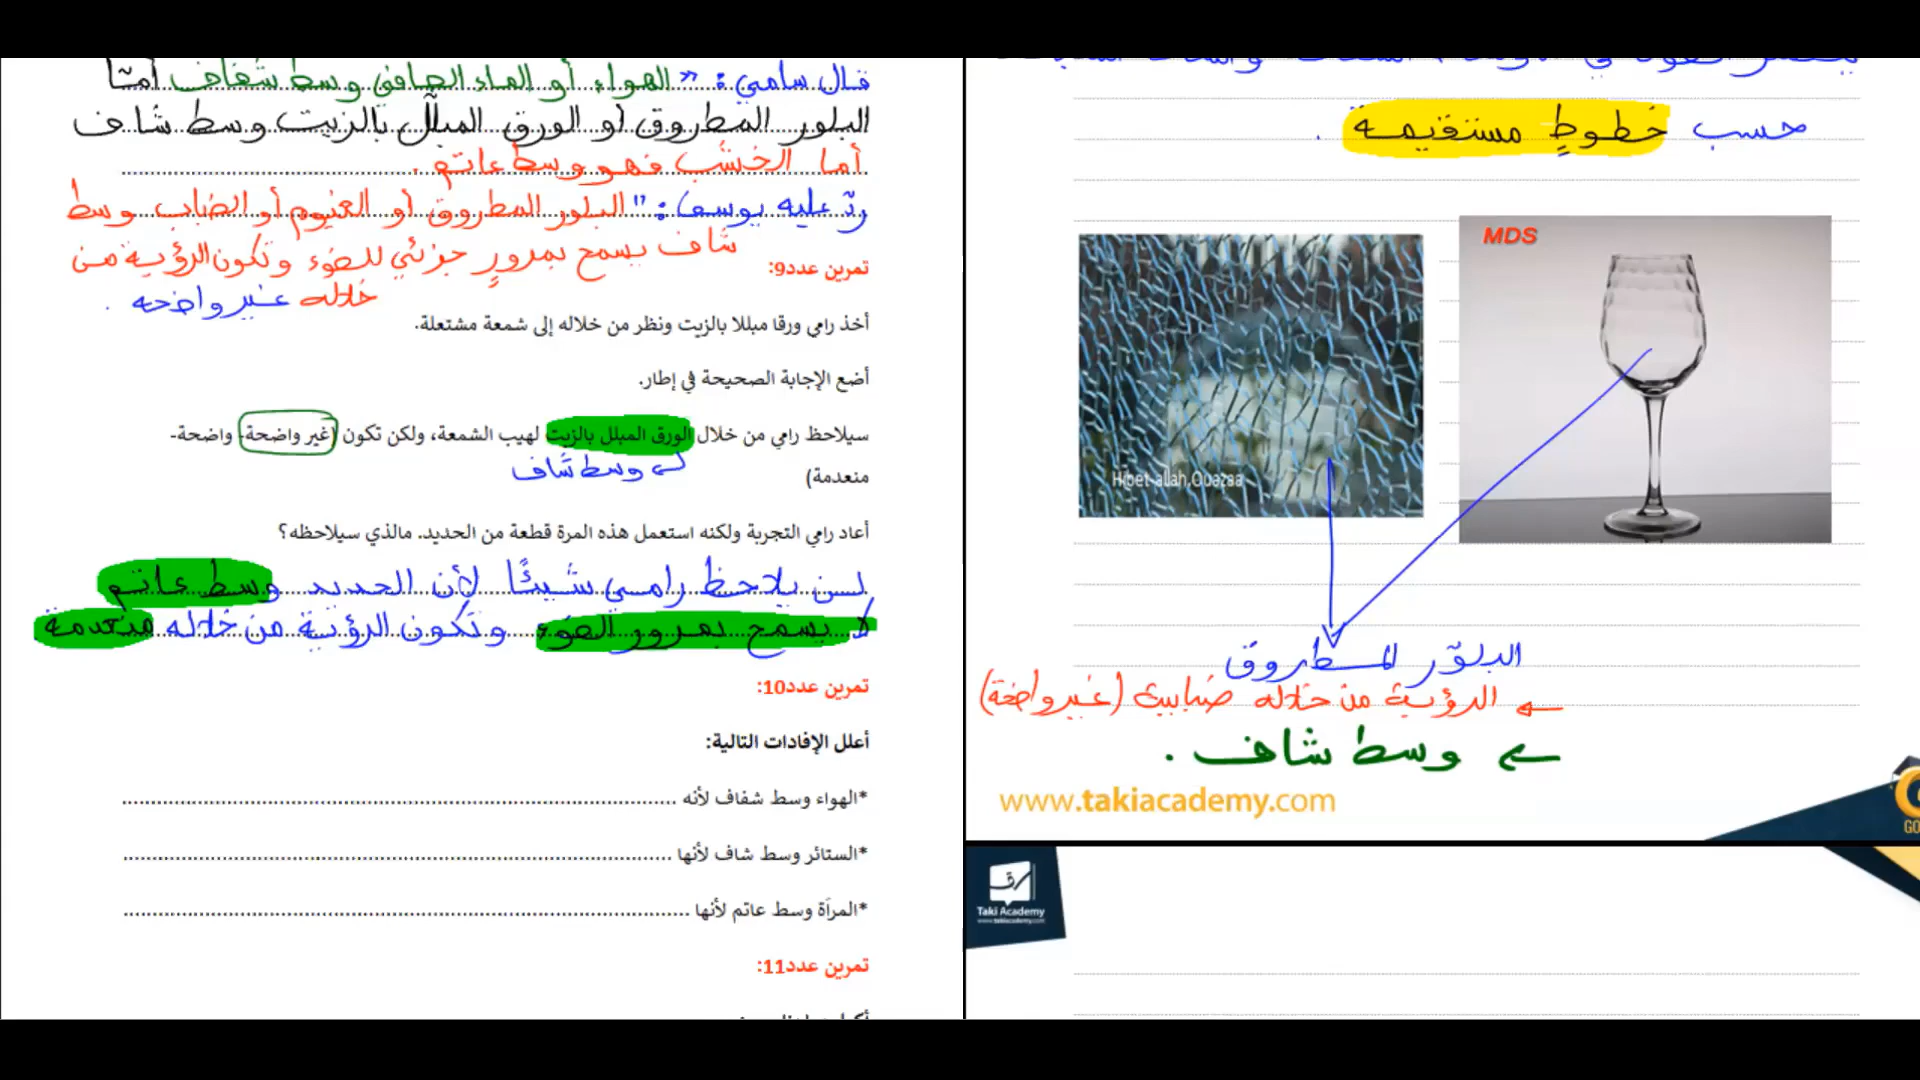 قال سامي: "الهواء أو الماء الصافي وسط شفاف أمّا
البلور المطروق أو الورق المبلّل بالزيت وسط شاف
أما الخشب فهو وسط عاتم.
ردّ عليه يوسف: "البلور المطروق أو الغيوم أو الضباب وسط
شاف يسمح بمرورٍ جزئي للضوء وتكون الرؤية من
خلاله غير واضحة.
تمرين عدد9:
أخذ رامي ورقا مبللا بالزيت ونظر من خلاله إلى شمعة مشتعلة.
أضع الإجابة الصحيحة في إطار.
سيلاحظ رامي من خلال الورق المبلل بالزيت لهيب الشمعة، ولكن تكون (غير واضحة- واضحة-
وسط شاف
منعدمة)
أعاد رامي التجربة ولكنه استعمل هذه المرة قطعة من الحديد. مالذي سيلاحظه؟
لن يلاحظ رامي شيئًا لأن الحديد وسط عاتم
لا يسمح بمرور الضوء وتكون الرؤية من خلاله منعدمة
تمرين عدد10:
أعلل الإفادات التالية:
*الهواء وسط شفاف لأنه
*الستائر وسط شاف لأنها
*المرآة وسط عاتم لأنها
تمرين عدد11:
حسب خطوطٍ مستقيمة.
MDS
Hibet-allah.Ouazaa
البلوّر المطروق
الرؤية من خلاله ضبابية (غير واضحة)
وسط شاف.
www.takiacademy.com
GO
Taki Academy
www.takiacademy.com